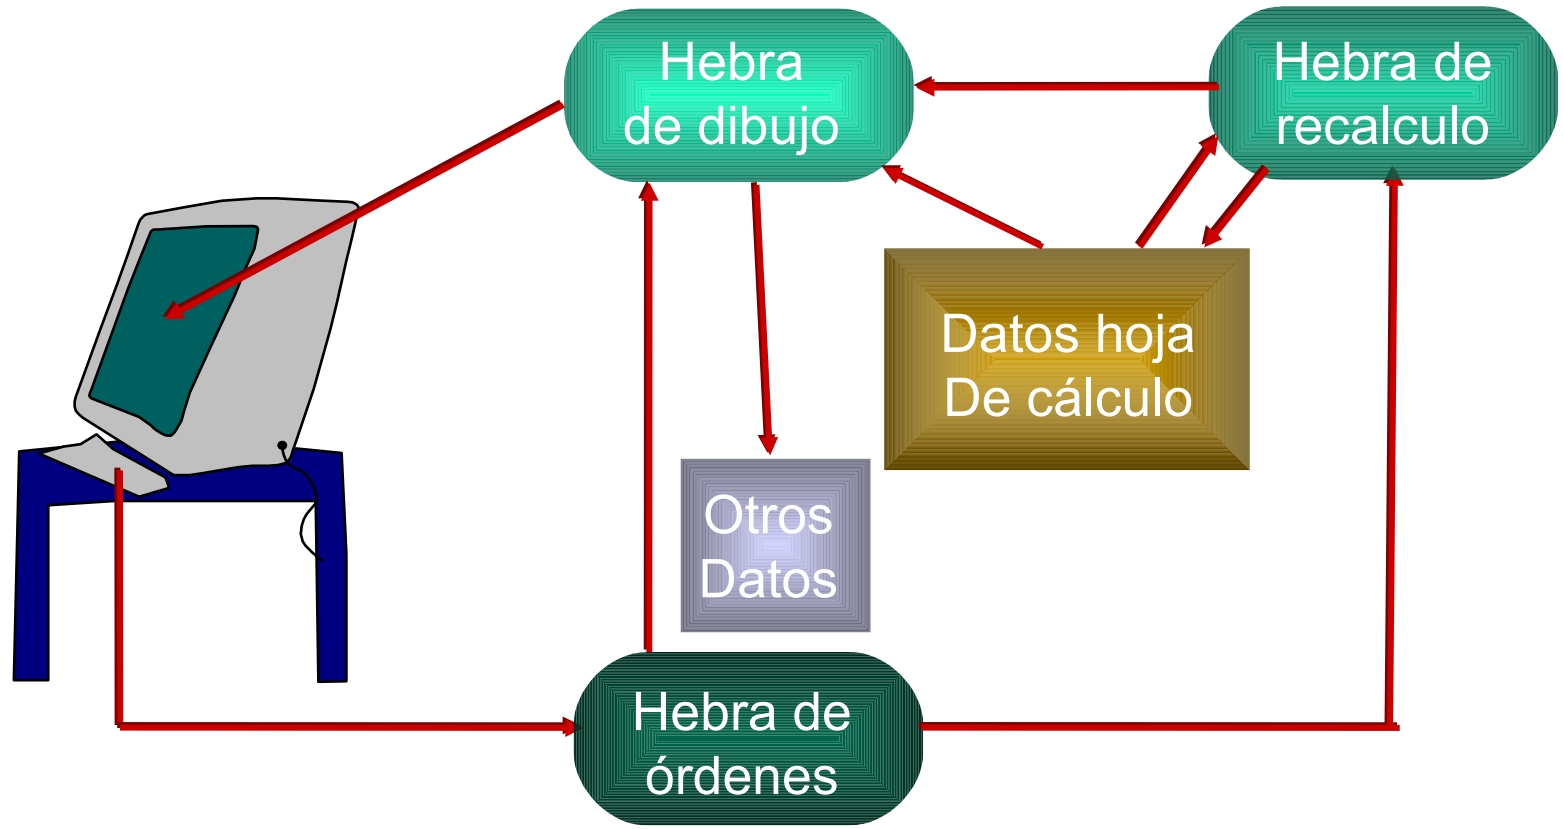 Hebra
de dibujo
Hebra de
recalculo
Datos hoja
De cálculo
Otros
Datos
Hebra de
órdenes